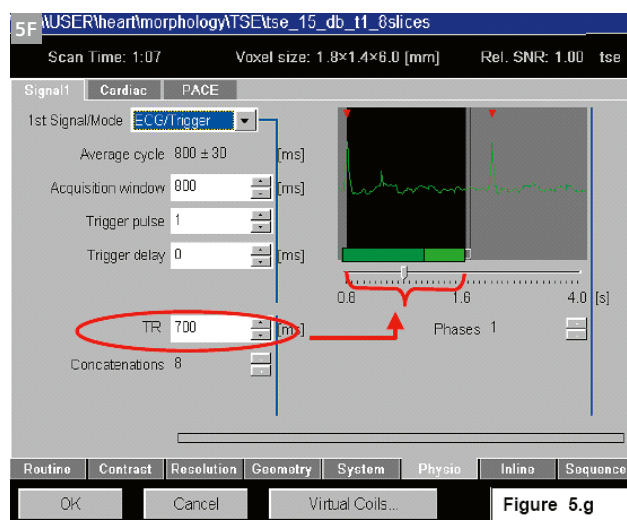 5F \USER\heart\morphology\TSE\tse_15_db_t1_8slices
Scan Time: 1:07 Voxel size: 1.8×1.4×6.0 [mm] Rel. SNR: 1.00 tse
Signal1 Cardiac PACE
1st Signal/Mode ECG/Trigger
Average cycle 800 ± 30 [ms]
Acquisition window 800 [ms]
Trigger pulse 1
Trigger delay 0 [ms]
0.8 1.6 4.0 [s]
TR 700 [ms] Phases 1
Concatenations 8
Routine Contrast Resolution Geometry System Physio Inline Sequence
OK Cancel Virtual Coils... Figure 5.g